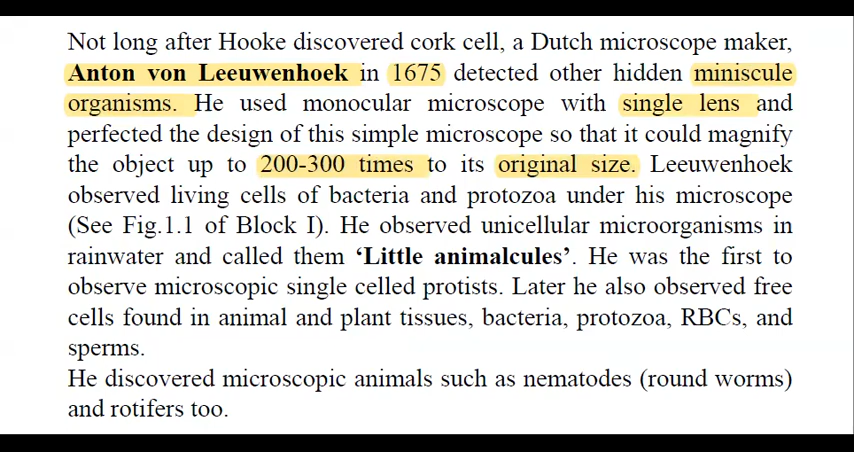 Not long after Hooke discovered cork cell, a Dutch microscope maker,
Anton von Leeuwenhoek in 1675 detected other hidden miniscule
organisms. He used monocular microscope with single lens and
perfected the design of this simple microscope so that it could magnify
the object up to 200-300 times to its original size. Leeuwenhoek
observed living cells of bacteria and protozoa under his microscope
(See Fig.1.1 of Block I). He observed unicellular microorganisms in
rainwater and called them ‘Little animalcules’. He was the first to
observe microscopic single celled protists. Later he also observed free
cells found in animal and plant tissues, bacteria, protozoa, RBCs, and
sperms.
He discovered microscopic animals such as nematodes (round worms)
and rotifers too.